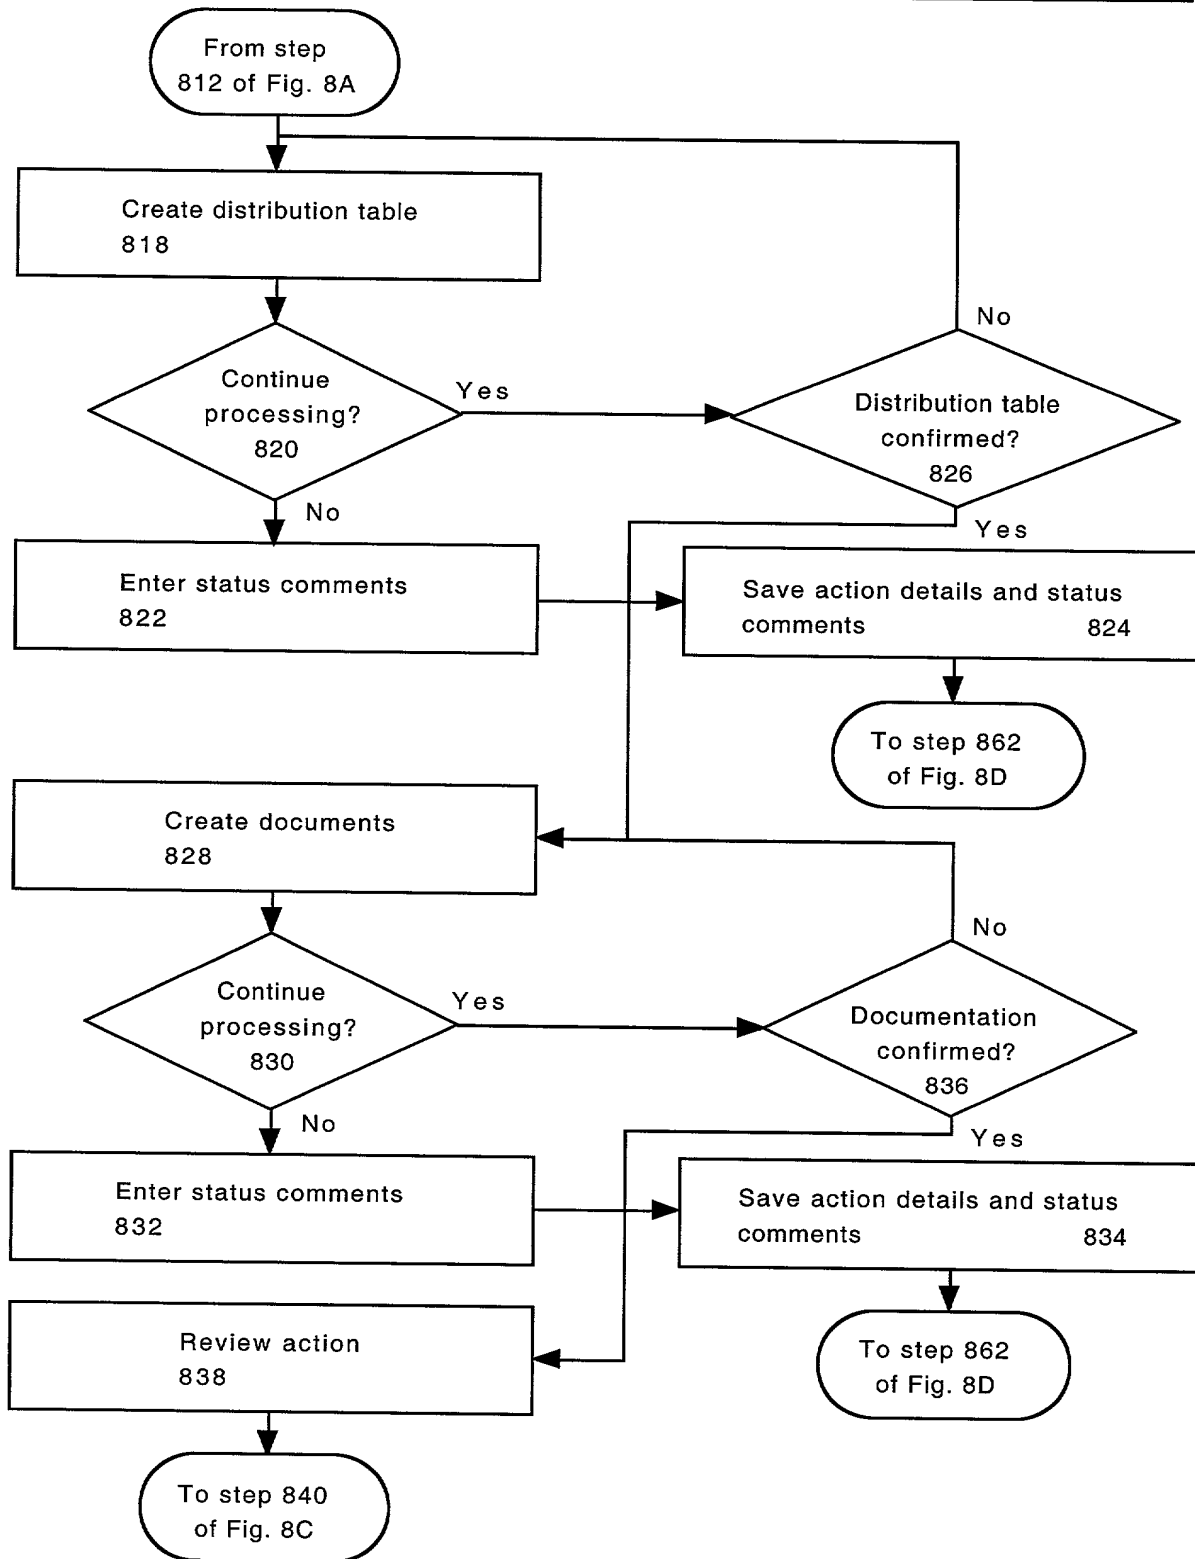 From step
812 of Fig. 8A
Create distribution table
818
No
Continue
processing?
820
Yes
Distribution table
confirmed?
826
No
Yes
Enter status comments
822
Save action details and status
comments 824
To step 862
of Fig. 8D
Create documents
828
No
Continue
processing?
830
Yes
Documentation
confirmed?
836
No
Yes
Enter status comments
832
Save action details and status
comments 834
Review action
838
To step 862
of Fig. 8D
To step 840
of Fig. 8C